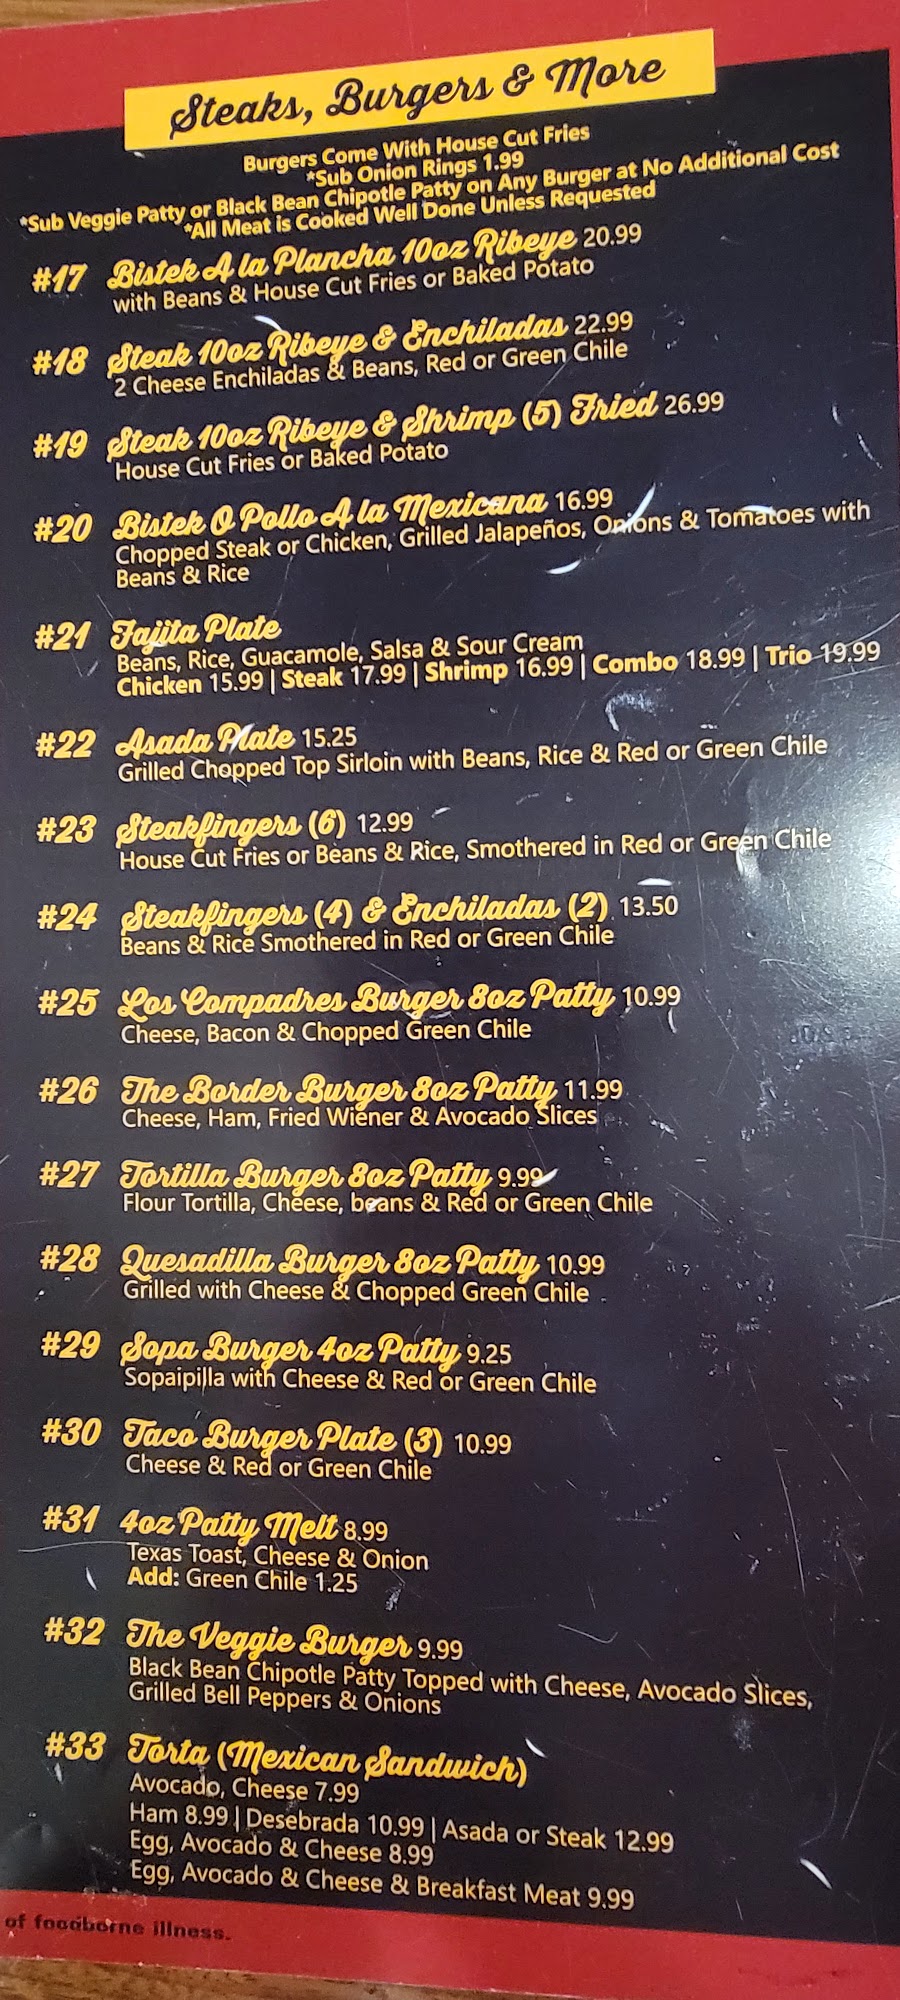 Steaks, Burgers & More
Burgers Come With House Cut Fries
*Sub Onion Rings 1.99
*Sub Veggie Patty or Black Bean Chipotle Patty on Any Burger at No Additional Cost
*All Meat is Cooked Well Done Unless Requested
#17 Bistek A la Plancha 10oz Ribeye 20.99
with Beans & House Cut Fries or Baked Potato
#18 Steak 10oz Ribeye & Enchiladas 22.99
2 Cheese Enchiladas & Beans, Red or Green Chile
#19 Steak 10oz Ribeye & Shrimp (5) Fried 26.99
House Cut Fries or Baked Potato
#20 Bistek O Pollo A la Mexicana 16.99
Chopped Steak or Chicken, Grilled Jalapeños, Onions & Tomatoes with
Beans & Rice
#21 Fajita Plate
Beans, Rice, Guacamole, Salsa & Sour Cream
Chicken 15.99 | Steak 17.99 | Shrimp 16.99 | Combo 18.99 | Trio 19.99
#22 Asada Plate 15.25
Grilled Chopped Top Sirloin with Beans, Rice & Red or Green Chile
#23 Steakfingers (6) 12.99
House Cut Fries or Beans & Rice, Smothered in Red or Green Chile
#24 Steakfingers (4) & Enchiladas (2) 13.50
Beans & Rice Smothered in Red or Green Chile
#25 Los Compadres Burger 8oz Patty 10.99
Cheese, Bacon & Chopped Green Chile
#26 The Border Burger 8oz Patty 11.99
Cheese, Ham, Fried Wiener & Avocado Slices
#27 Tortilla Burger 8oz Patty 9.99
Flour Tortilla, Cheese, beans & Red or Green Chile
#28 Quesadilla Burger 8oz Patty 10.99
Grilled with Cheese & Chopped Green Chile
#29 Sopa Burger 4oz Patty 9.25
Sopaipilla with Cheese & Red or Green Chile
#30 Taco Burger Plate (3) 10.99
Cheese & Red or Green Chile
#31 4oz Patty Melt 8.99
Texas Toast, Cheese & Onion
Add: Green Chile 1.25
#32 The Veggie Burger 9.99
Black Bean Chipotle Patty Topped with Cheese, Avocado Slices,
Grilled Bell Peppers & Onions
#33 Torta (Mexican Sandwich)
Avocado, Cheese 7.99
Ham 8.99 | Desebrada 10.99 | Asada or Steak 12.99
Egg, Avocado & Cheese 8.99
Egg, Avocado & Cheese & Breakfast Meat 9.99
of foodborne illness.